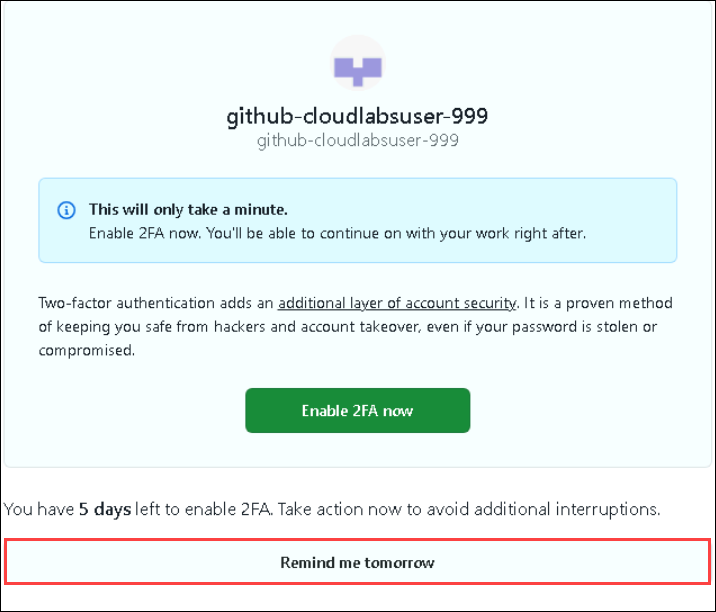 github-cloudlabsuser-999
github-cloudlabsuser-999
This will only take a minute.
Enable 2FA now. You'll be able to continue on with your work right after.
Two-factor authentication adds an additional layer of account security. It is a proven method
of keeping you safe from hackers and account takeover, even if your password is stolen or
compromised.
Enable 2FA now
You have 5 days left to enable 2FA. Take action now to avoid additional interruptions.
Remind me tomorrow